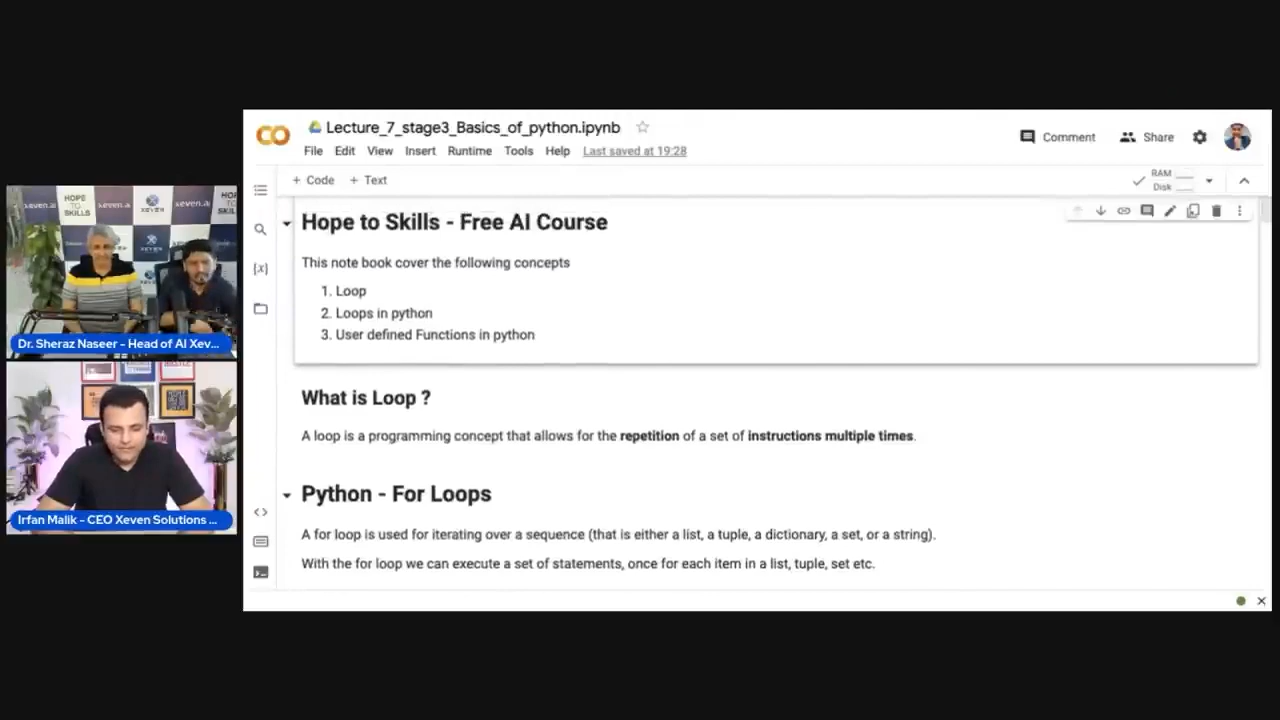 Lecture_7_stage3_Basics_of_python.ipynb
File Edit View Insert Runtime Tools Help Last saved at 19:28
Comment Share
+ Code + Text
RAM
Disk
Hope to Skills - Free AI Course
This note book cover the following concepts
1. Loop
2. Loops in python
3. User defined Functions in python
What is Loop ?
A loop is a programming concept that allows for the repetition of a set of instructions multiple times.
Python - For Loops
A for loop is used for iterating over a sequence (that is either a list, a tuple, a dictionary, a set, or a string).
With the for loop we can execute a set of statements, once for each item in a list, tuple, set etc.
HOPE
TO
SKILLS
xeven.ai
XEVEN
Dr. Sheraz Naseer - Head of AI Xev...
Irfan Malik - CEO Xeven Solutions ...